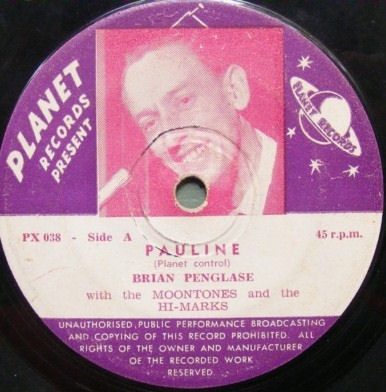 PLANET
RECORDS
PRESENT
PLANET RECORDS
PX 038 - Side A
45 r.p.m.
PAULINE
(Planet control)
BRIAN PENGLASE
with the MOONTONES and the
HI-MARKS
UNAUTHORISED PUBLIC PERFORMANCE BROADCASTING
AND COPYING OF THIS RECORD PROHIBITED. ALL
RIGHTS OF THE OWNER AND MANUFACTURER
OF THE RECORDED WORK
RESERVED.